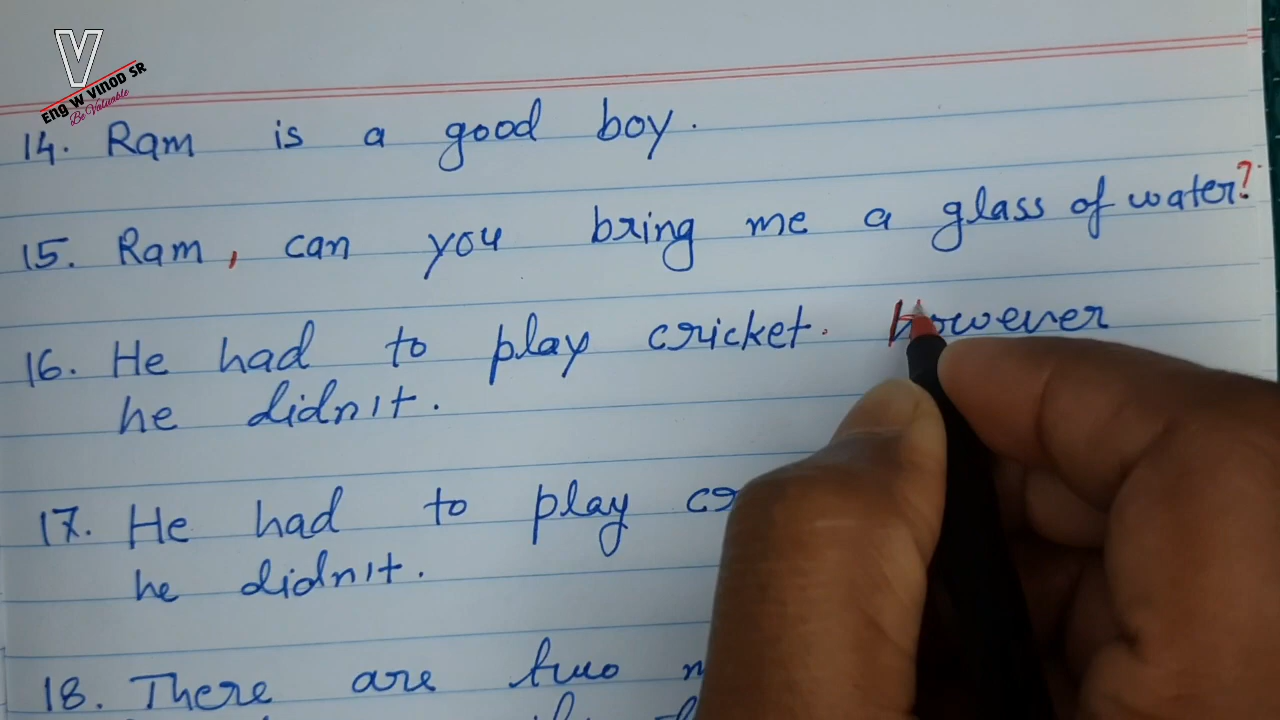 V
Eng W VINOD SR
Be Valuable
14. Ram is a good boy.
15. Ram, can you bring me a glass of water?
16. He had to play cricket. However
he didn't.
17. He had to play
he didn't.
18. There are two